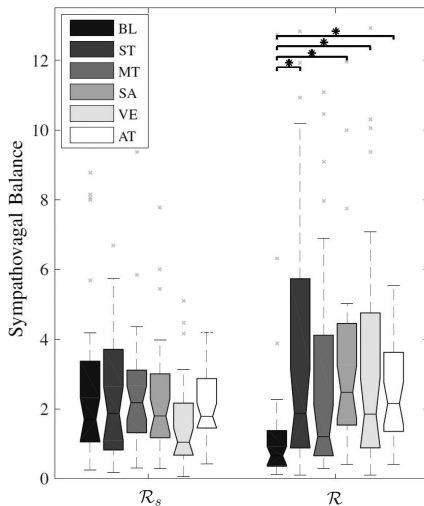 BL
ST
MT
SA
VE
AT
Sympathovagal Balance
12
10
8
6
4
2
0
* * * *
ℛs
ℛ